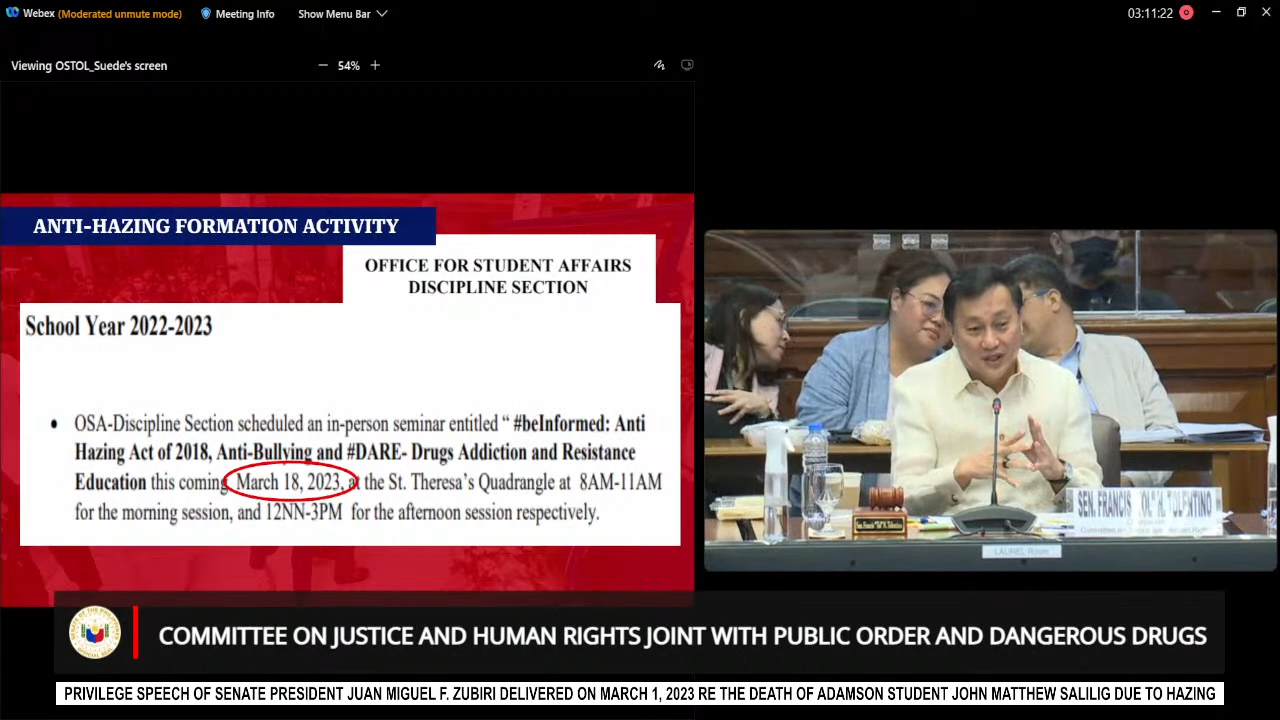 Webex (Moderated unmute mode) Meeting Info Show Menu Bar 03:11:22
Viewing OSTOL_Suede's screen 54%
ANTI-HAZING FORMATION ACTIVITY
OFFICE FOR STUDENT AFFAIRS
DISCIPLINE SECTION
School Year 2022-2023
OSA-Discipline Section scheduled an in-person seminar entitled “ #beInformed: Anti
Hazing Act of 2018, Anti-Bullying and #DARE- Drugs Addiction and Resistance
Education this coming March 18, 2023, at the St. Theresa's Quadrangle at 8AM-11AM
for the morning session, and 12NN-3PM for the afternoon session respectively.
SEN. FRANCIS "TOL" N. TOLENTINO
LAUREL Room
COMMITTEE ON JUSTICE AND HUMAN RIGHTS JOINT WITH PUBLIC ORDER AND DANGEROUS DRUGS
PRIVILEGE SPEECH OF SENATE PRESIDENT JUAN MIGUEL F. ZUBIRI DELIVERED ON MARCH 1, 2023 RE THE DEATH OF ADAMSON STUDENT JOHN MATTHEW SALILIG DUE TO HAZING